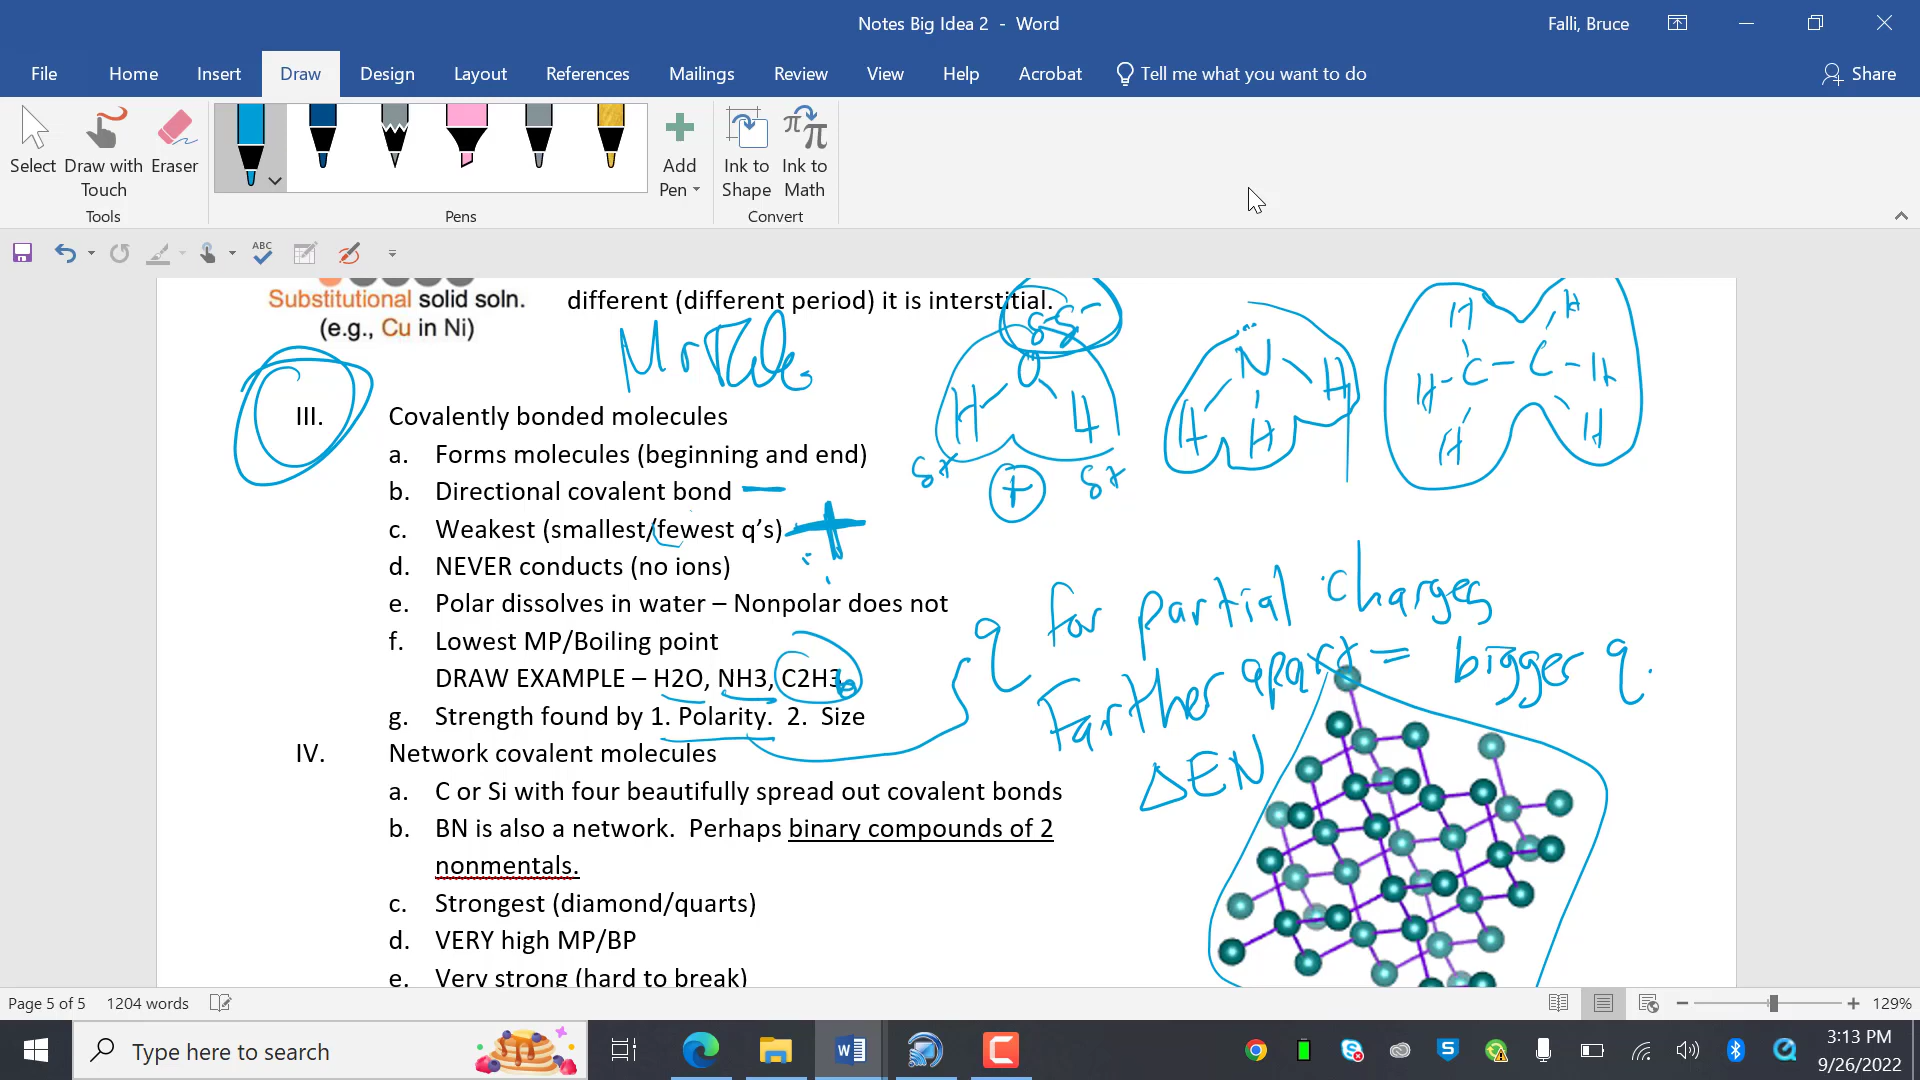 Notes Big Idea 2 - Word
Falli, Bruce
File Home Insert Draw Design Layout References Mailings Review View Help Acrobat Tell me what you want to do Share
Select Draw with Touch Eraser
Add Pen
Ink to Shape Ink to Math
Tools Pens Convert
ABC
Substitutional solid soln.
(e.g., Cu in Ni)
different (different period) it is interstitial.
δ- δ-
O
H H
δ+ δ+
+
N
H H H
H H
H - C - C - H
H H
III. Covalently bonded molecules
a. Forms molecules (beginning and end)
b. Directional covalent bond
c. Weakest (smallest/fewest q's) +
d. NEVER conducts (no ions)
e. Polar dissolves in water – Nonpolar does not
f. Lowest MP/Boiling point
DRAW EXAMPLE – H2O, NH3, C2H36
g. Strength found by 1. Polarity. 2. Size
q for partial charges
Farther apart = bigger q.
ΔEN
IV. Network covalent molecules
a. C or Si with four beautifully spread out covalent bonds
b. BN is also a network. Perhaps binary compounds of 2
nonmentals.
c. Strongest (diamond/quarts)
d. VERY high MP/BP
e. Very strong (hard to break)
Page 5 of 5 1204 words 129%
Type here to search
3:13 PM
9/26/2022